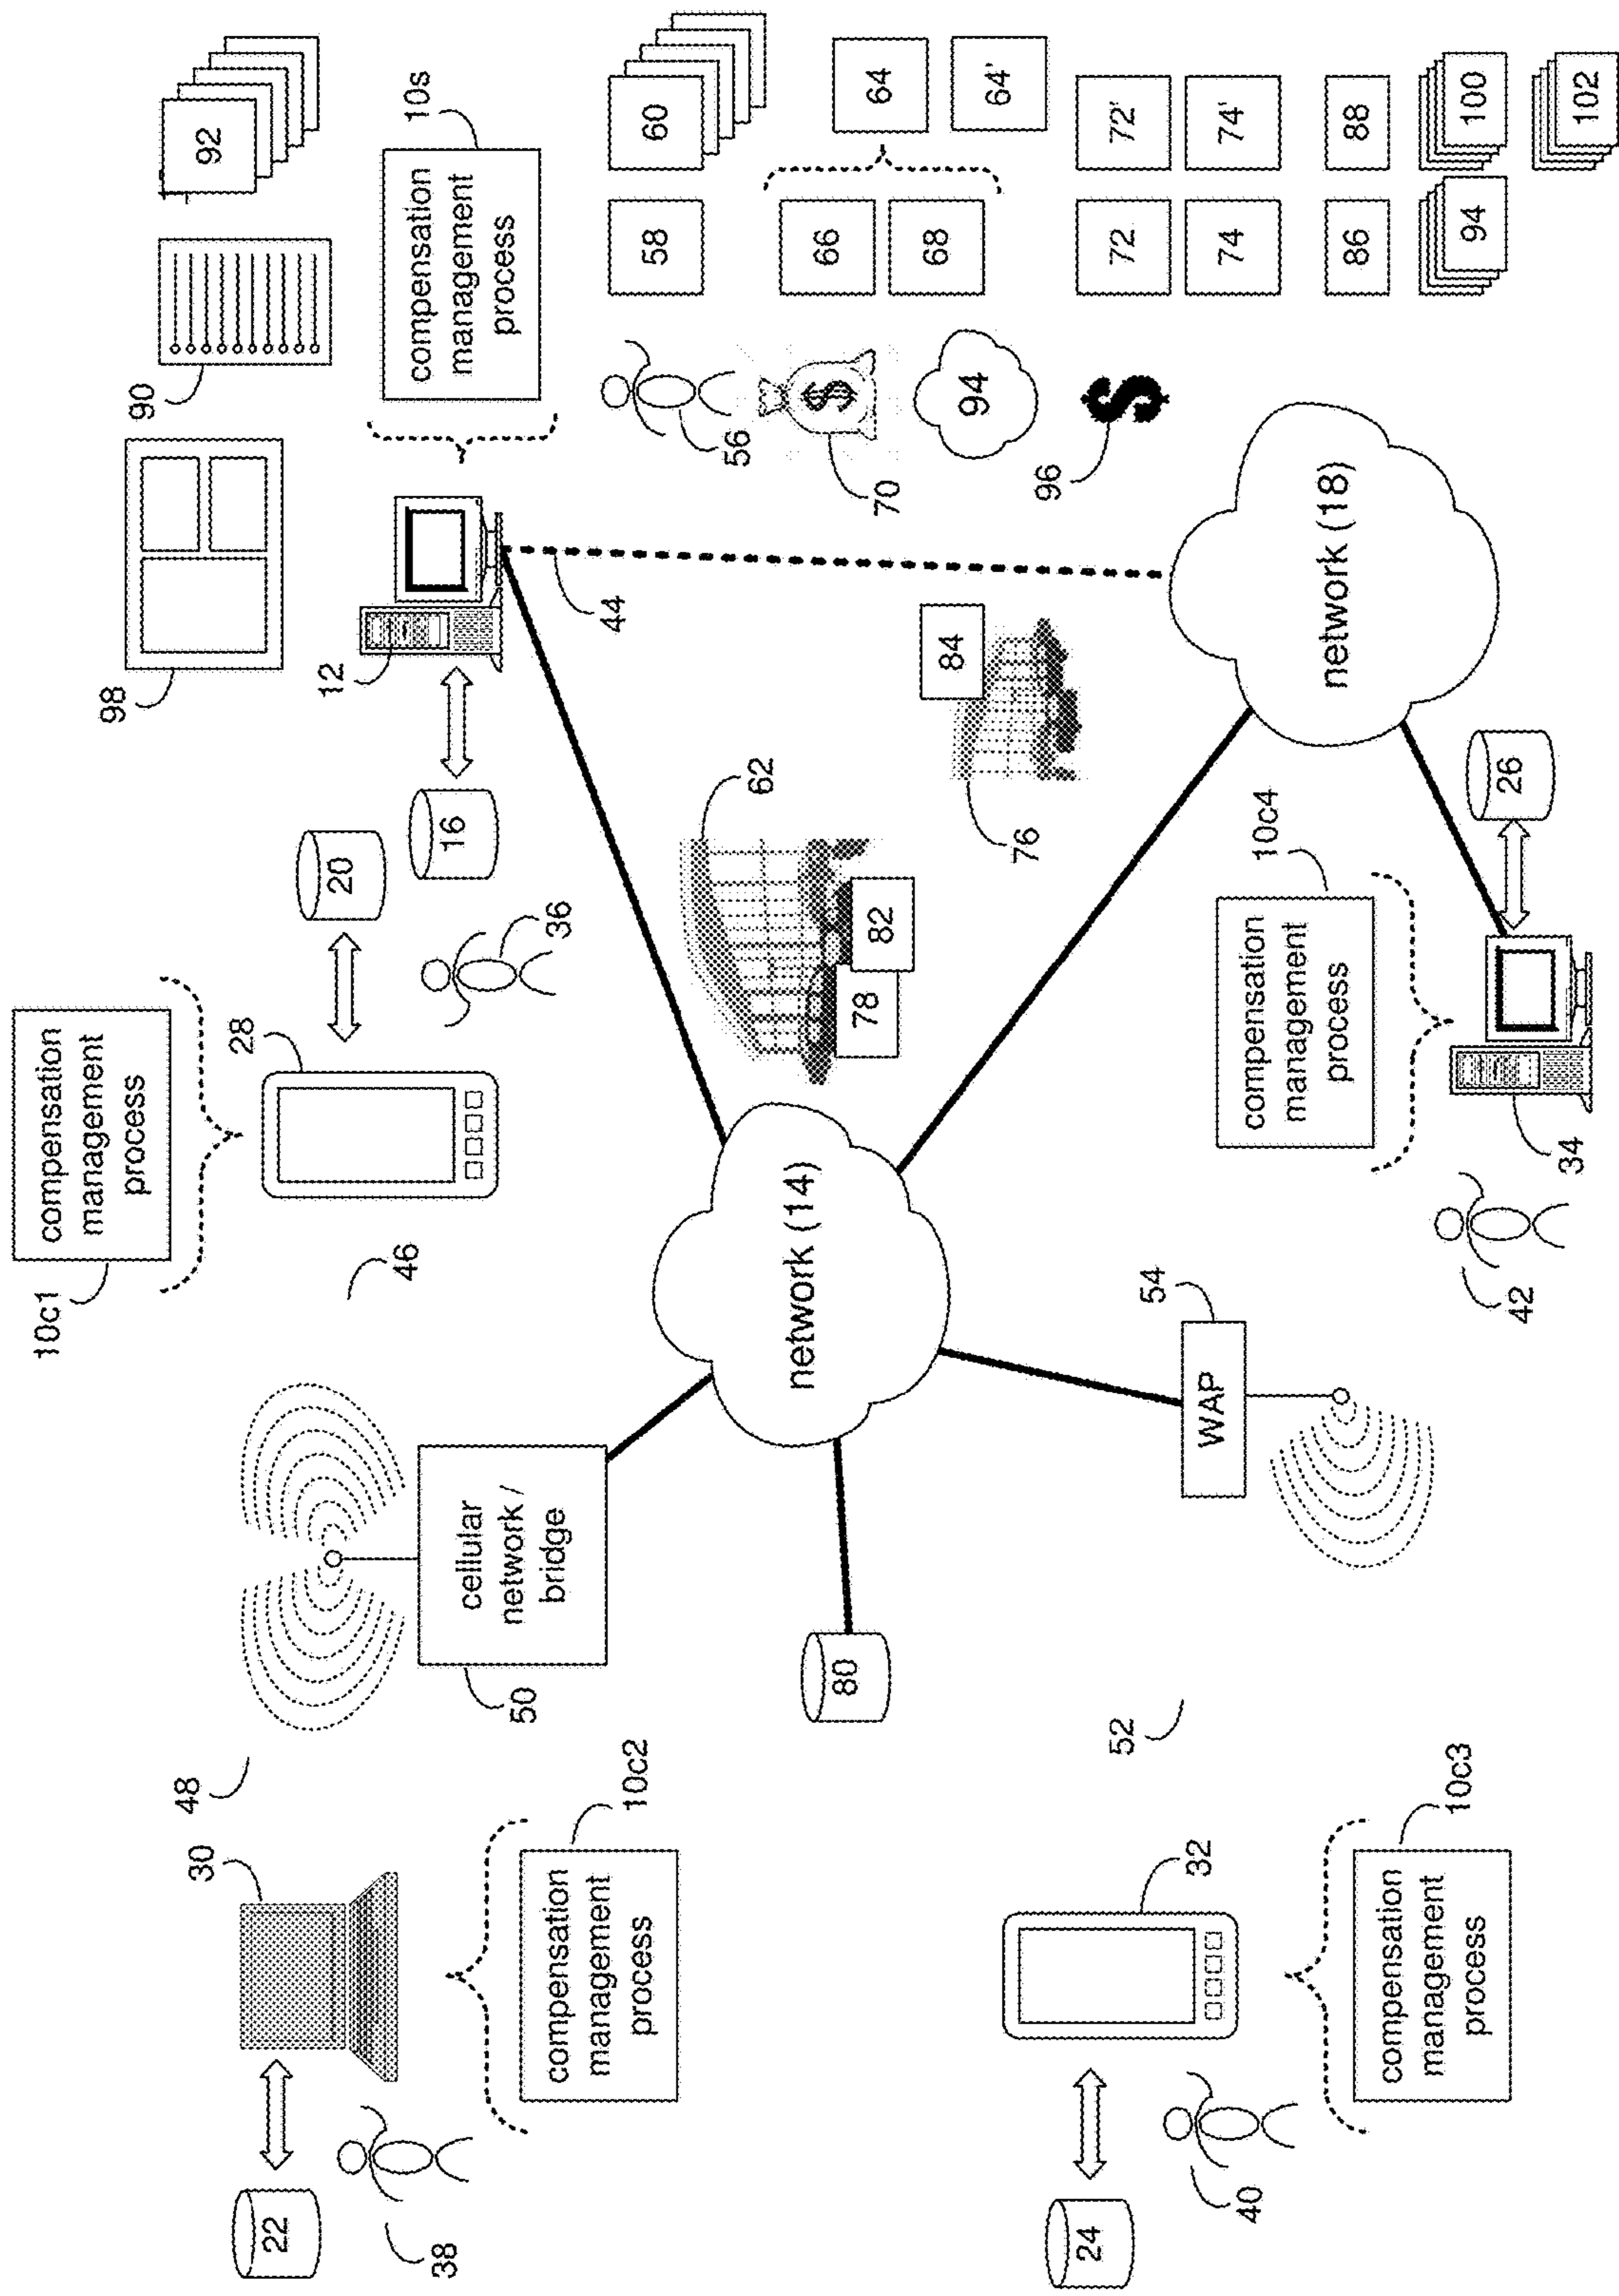 10c1
compensation
management
process
98
90
92
30
48
22
28
20
12
46
10s
compensation
management
process
38
16
36
cellular
network /
bridge
50
44
10c2
compensation
management
process
58
60
56
62
network (14)
66
64
68
64'
70
80
78
82
84
94
76
96
52
54
WAP
72
72'
74
74'
32
24
40
10c4
compensation
management
process
network (18)
86
88
10c3
compensation
management
process
26
94
100
102
42
34